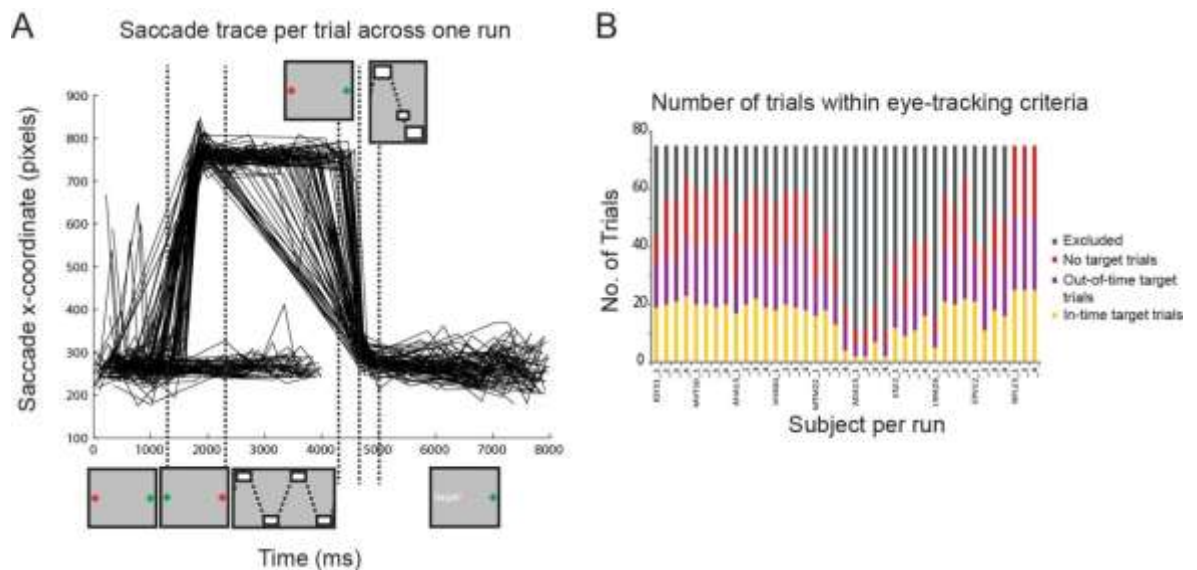 A
Saccade trace per trial across one run
Saccade x-coordinate (pixels)
900
800
700
600
500
400
300
200
100
0
1000
2000
3000
4000
5000
6000
7000
8000
Time (ms)
B
Number of trials within eye-tracking criteria
No. of Trials
80
60
40
20
0
Subject per run
Excluded
No target trials
Out-of-time target
trials
In-time target trials